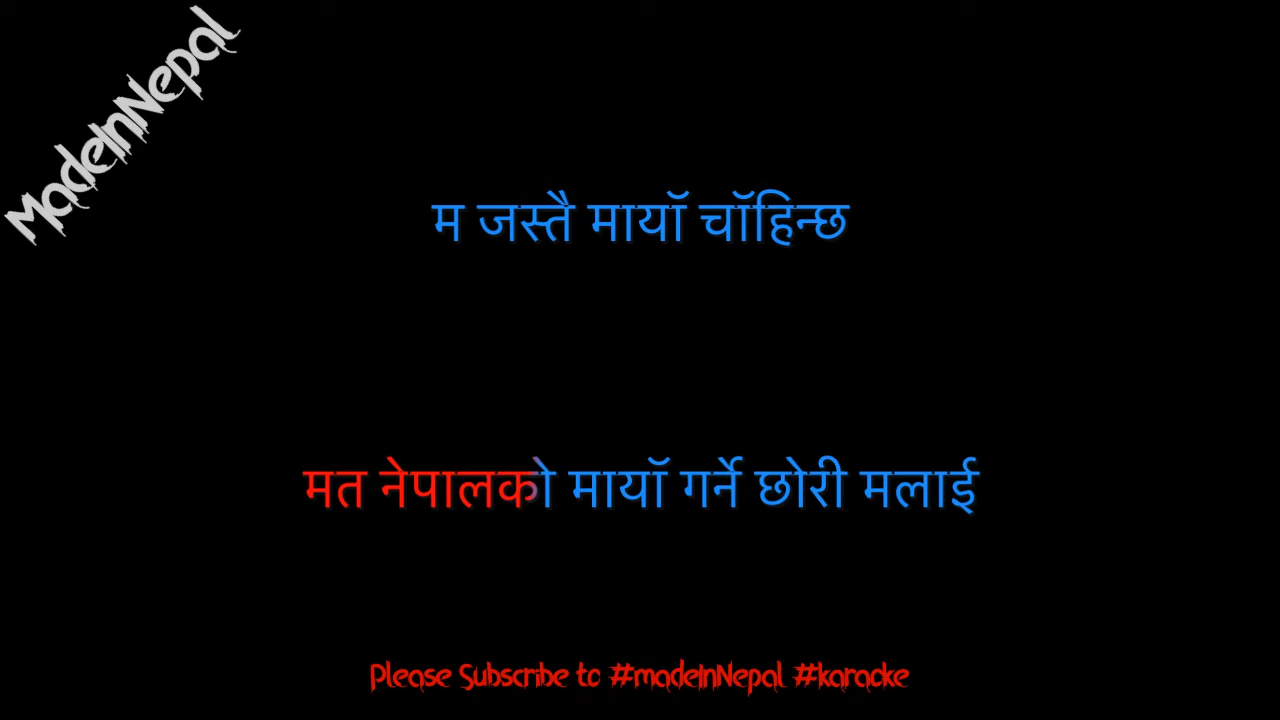 MadeInNepal
म जस्तै मायाॅ चाॅहिन्छ
मत नेपालको मायाॅ गर्ने छोरी मलाई
Please Subscribe to #madeInNepal #karaoke